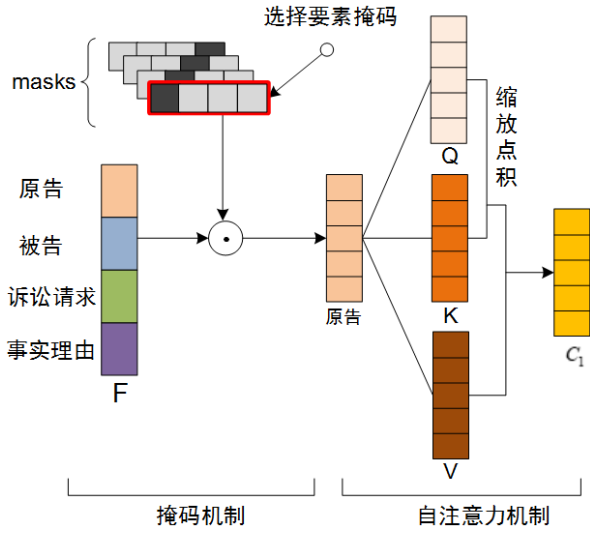 选择要素掩码
masks
原告
被告
诉讼请求
事实理由
F
原告
Q
K
V
缩放点积
C1
掩码机制
自注意力机制